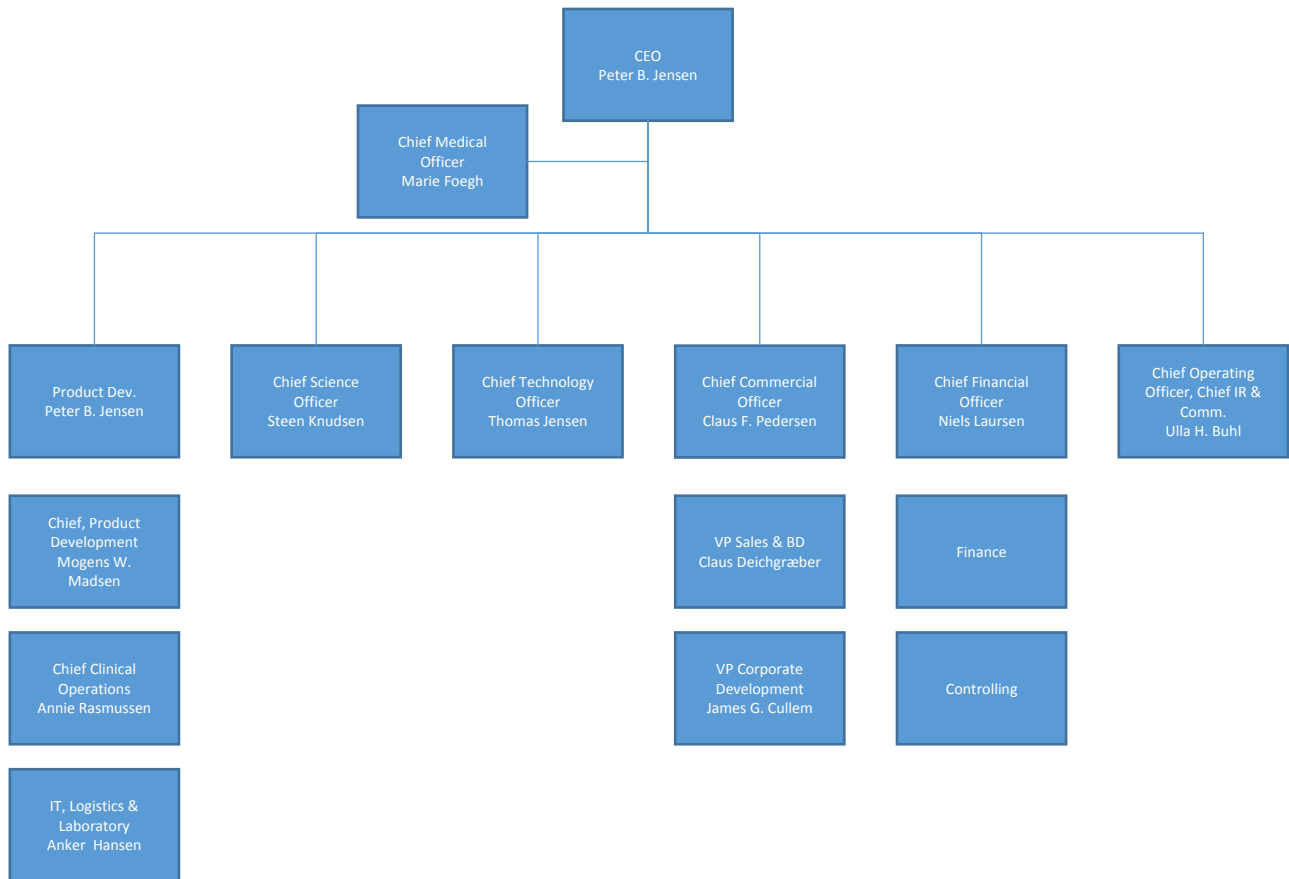 CEO
Peter B. Jensen
Chief Medical
Officer
Marie Foegh
Product Dev.
Peter B. Jensen
Chief Science
Officer
Steen Knudsen
Chief Technology
Officer
Thomas Jensen
Chief Commercial
Officer
Claus F. Pedersen
Chief Financial
Officer
Niels Laursen
Chief Operating
Officer, Chief IR &
Comm.
Ulla H. Buhl
Chief, Product
Development
Mogens W.
Madsen
VP Sales & BD
Claus Deichgræber
Finance
Chief Clinical
Operations
Annie Rasmussen
VP Corporate
Development
James G. Cullem
Controlling
IT, Logistics &
Laboratory
Anker  Hansen